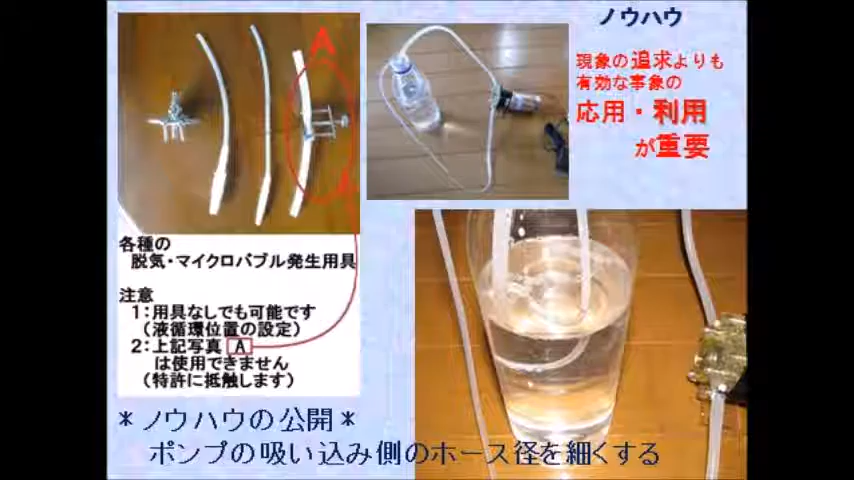 ノウハウ
現象の追求よりも
有効な事象の
応用・利用
が重要
A
各種の
脱気・マイクロバブル発生用具
注意
1:用具なしでも可能です
(液循環位置の設定)
2:上記写真 A
は使用できません
(特許に抵触します)
*ノウハウの公開*
ポンプの吸い込み側のホース径を細くする